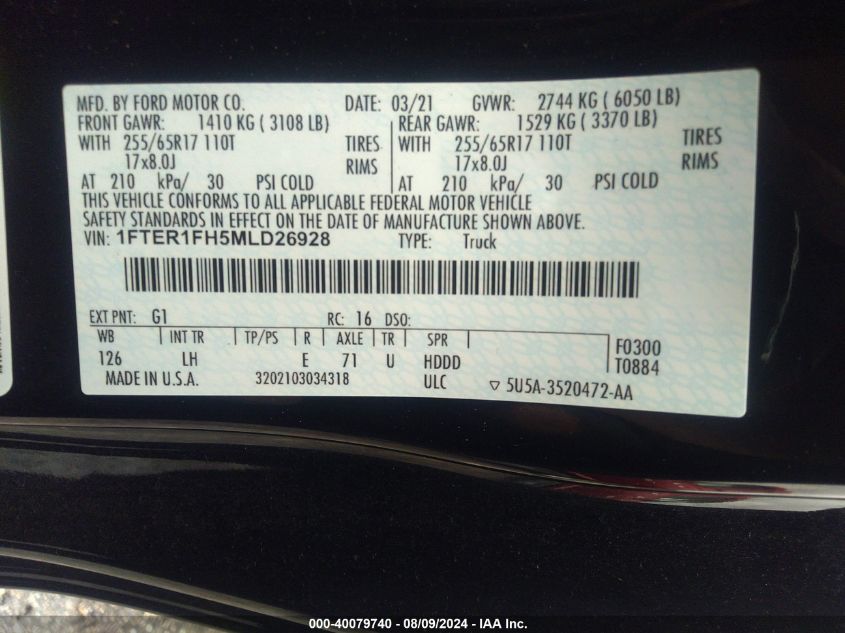 MFD. BY FORD MOTOR CO. DATE: 03/21 GVWR: 2744 KG ( 6050 LB)
FRONT GAWR: 1410 KG ( 3108 LB) REAR GAWR: 1529 KG ( 3370 LB)
WITH 255/65R17 110T TIRES WITH 255/65R17 110T TIRES
17x8.0J RIMS 17x8.0J RIMS
AT 210 kPa/ 30 PSI COLD AT 210 kPa/ 30 PSI COLD
THIS VEHICLE CONFORMS TO ALL APPLICABLE FEDERAL MOTOR VEHICLE
SAFETY STANDARDS IN EFFECT ON THE DATE OF MANUFACTURE SHOWN ABOVE.
VIN: 1FTER1FH5MLD26928 TYPE: Truck
EXT PNT: G1 RC: 16 DSO:
WB INT TR TP/PS R AXLE TR SPR F0300
126 LH E 71 U HDDD T0884
MADE IN U.S.A. 3202103034318 ULC 5U5A-3520472-AA
000-40079740 - 08/09/2024 - IAA Inc.